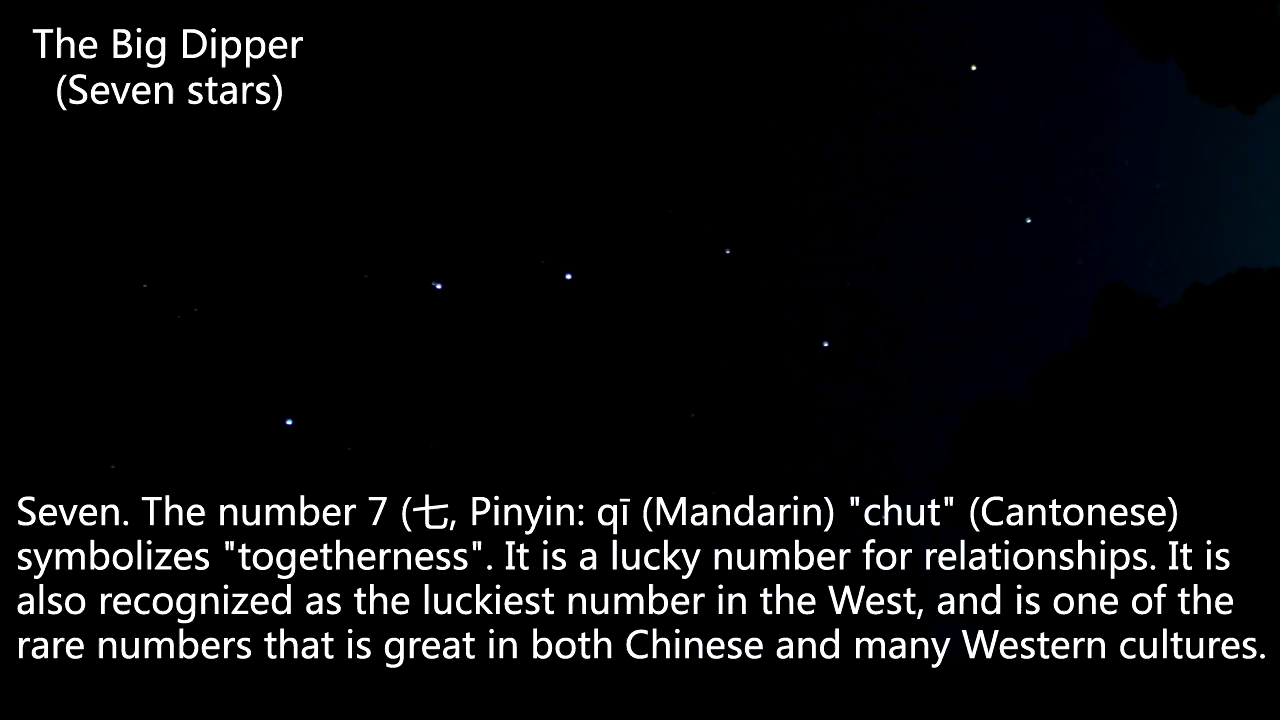 The Big Dipper
(Seven stars)
Seven. The number 7 (七, Pinyin: qī (Mandarin) "chut" (Cantonese)
symbolizes "togetherness". It is a lucky number for relationships. It is
also recognized as the luckiest number in the West, and is one of the
rare numbers that is great in both Chinese and many Western cultures.